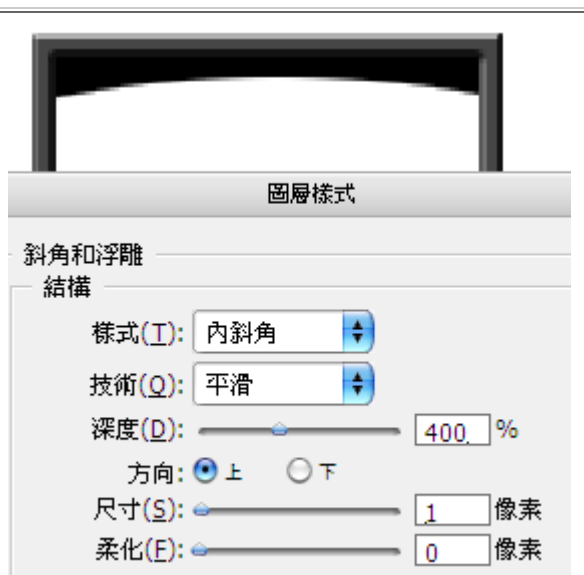 圖層樣式
斜角和浮雕
結構
樣式(T): 內斜角
技術(Q): 平滑
深度(D): 400 %
方向: 上 下
尺寸(S): 1 像素
柔化(F): 0 像素